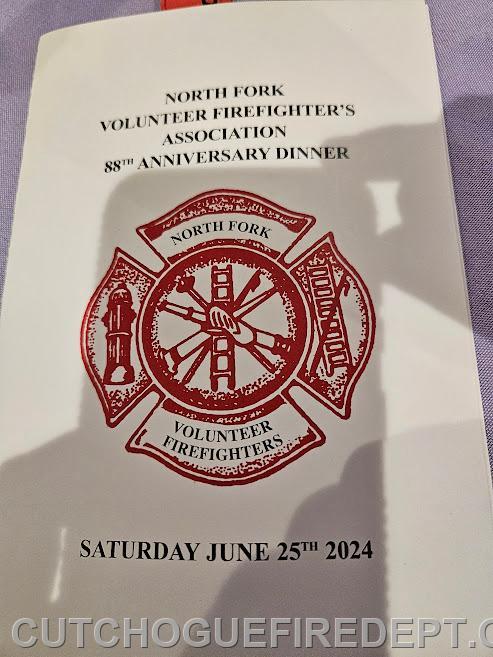 NORTH FORK
VOLUNTEER FIREFIGHTER'S
ASSOCIATION
88TH ANNIVERSARY DINNER
NORTH FORK
VOLUNTEER
FIREFIGHTERS
SATURDAY JUNE 25TH 2024
CUTCHOGUEFIREDEPT.O